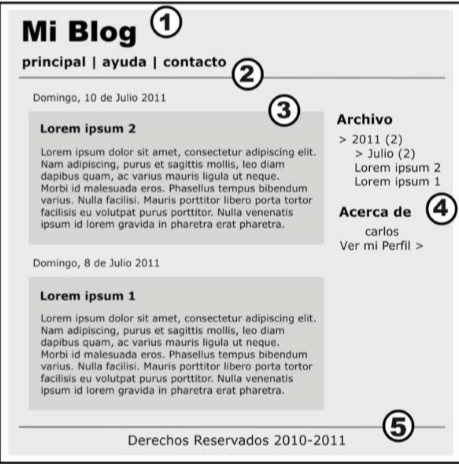 Mi Blog
1
principal | ayuda | contacto
2
Domingo, 10 de Julio 2011
3
Lorem ipsum 2
Lorem ipsum dolor sit amet, consectetur adipiscing elit.
Nam adipiscing, purus et sagittis mollis, leo diam
dapibus quam, ac varius mauris ligula ut neque.
Morbi id malesuada eros. Phasellus tempus bibendum
varius. Nulla facilisi. Mauris porttitor libero porta tortor
facilisis eu volutpat purus porttitor. Nulla venenatis
ipsum id lorem gravida in pharetra erat pharetra.
Domingo, 8 de Julio 2011
Lorem ipsum 1
Lorem ipsum dolor sit amet, consectetur adipiscing elit.
Nam adipiscing, purus et sagittis mollis, leo diam
dapibus quam, ac varius mauris ligula ut neque.
Morbi id malesuada eros. Phasellus tempus bibendum
varius. Nulla facilisi. Mauris porttitor libero porta tortor
facilisis eu volutpat purus porttitor. Nulla venenatis
ipsum id lorem gravida in pharetra erat pharetra.
Archivo
> 2011 (2)
> Julio (2)
Lorem ipsum 2
Lorem ipsum 1
Acerca de
4
carlos
Ver mi Perfil >
5
Derechos Reservados 2010-2011